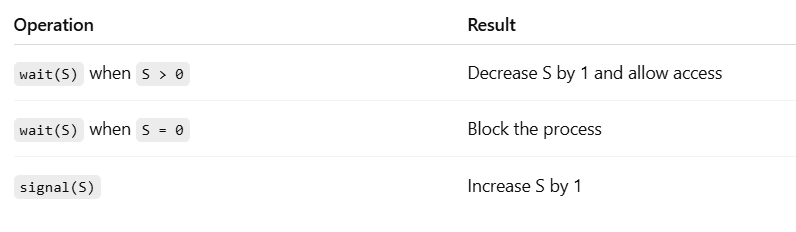 Operation Result
wait(S) when S > 0 Decrease S by 1 and allow access
wait(S) when S = 0 Block the process
signal(S) Increase S by 1